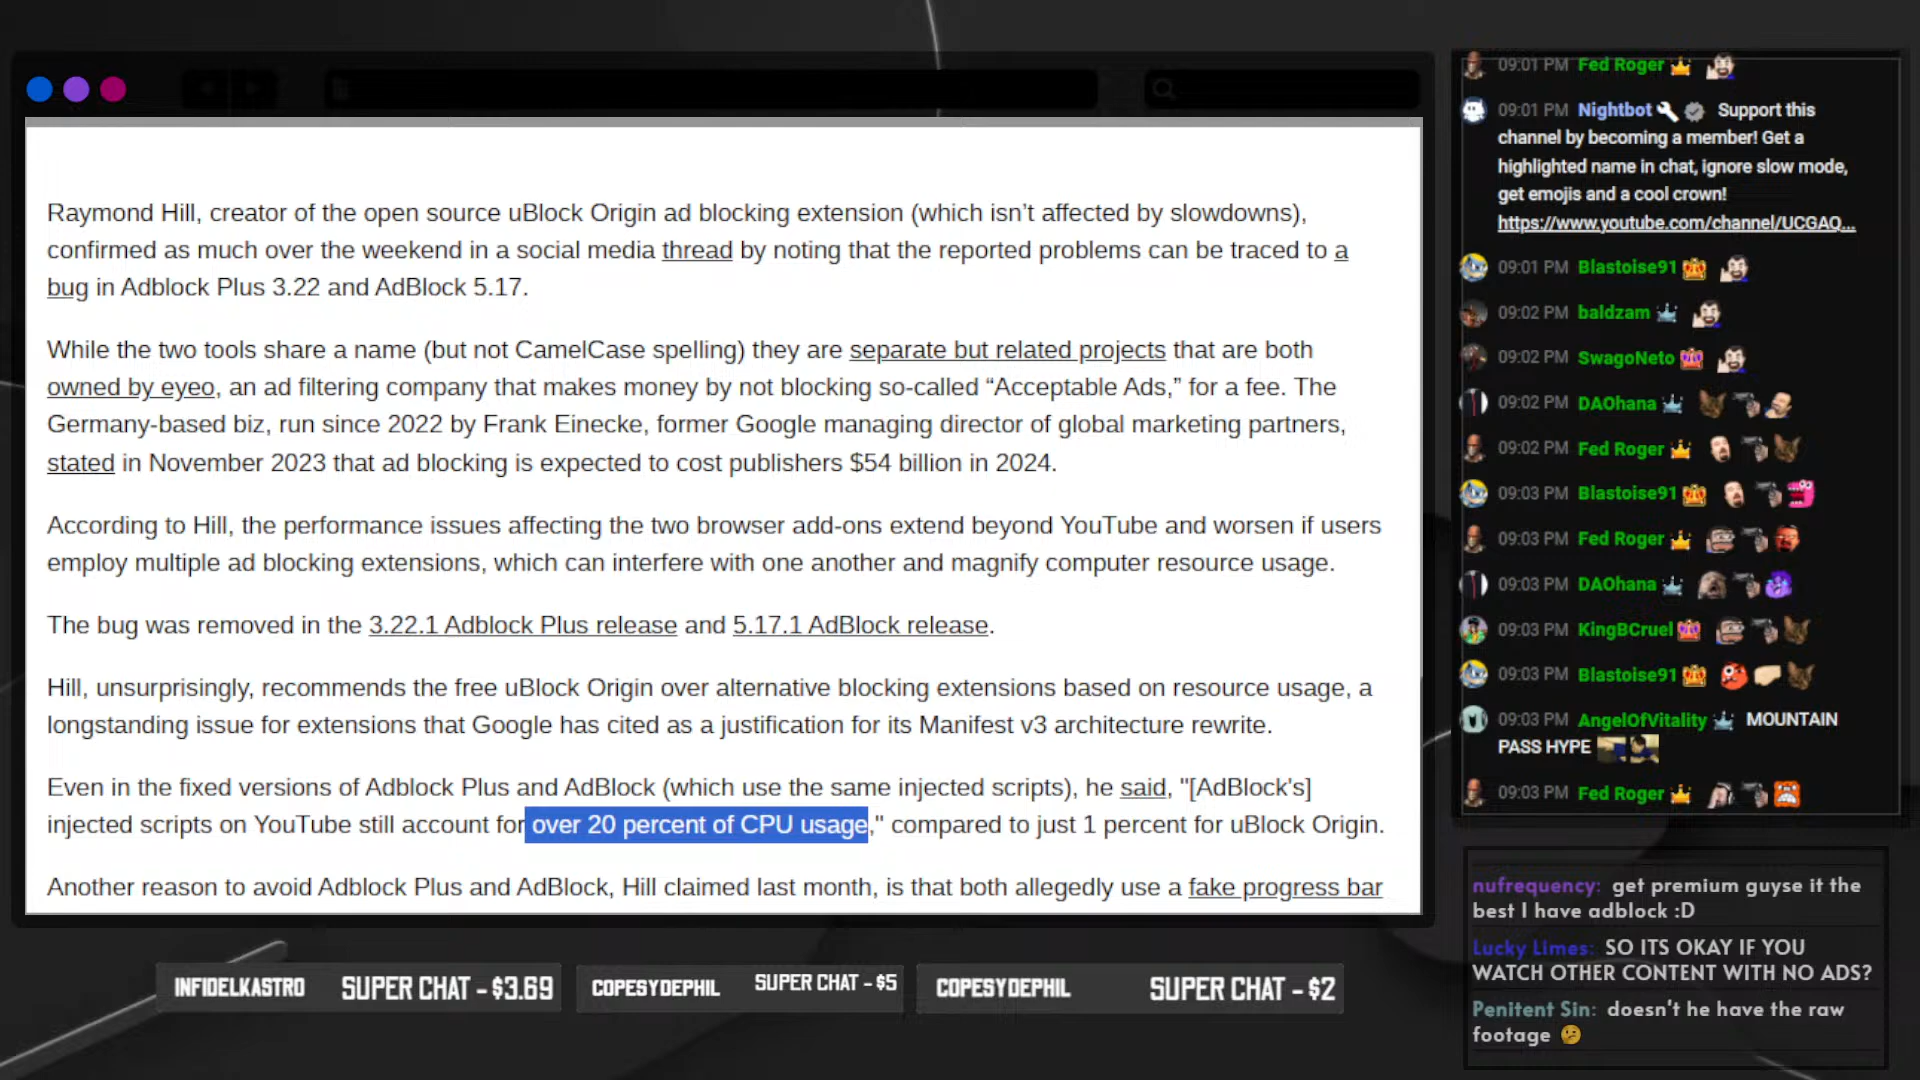 Raymond Hill, creator of the open source uBlock Origin ad blocking extension (which isn’t affected by slowdowns),
confirmed as much over the weekend in a social media thread by noting that the reported problems can be traced to a
bug in Adblock Plus 3.22 and AdBlock 5.17.
While the two tools share a name (but not CamelCase spelling) they are separate but related projects that are both
owned by eyeo, an ad filtering company that makes money by not blocking so-called “Acceptable Ads,” for a fee. The
Germany-based biz, run since 2022 by Frank Einecke, former Google managing director of global marketing partners,
stated in November 2023 that ad blocking is expected to cost publishers $54 billion in 2024.
According to Hill, the performance issues affecting the two browser add-ons extend beyond YouTube and worsen if users
employ multiple ad blocking extensions, which can interfere with one another and magnify computer resource usage.
The bug was removed in the 3.22.1 Adblock Plus release and 5.17.1 AdBlock release.
Hill, unsurprisingly, recommends the free uBlock Origin over alternative blocking extensions based on resource usage, a
longstanding issue for extensions that Google has cited as a justification for its Manifest v3 architecture rewrite.
Even in the fixed versions of Adblock Plus and AdBlock (which use the same injected scripts), he said, "[AdBlock's]
injected scripts on YouTube still account for over 20 percent of CPU usage," compared to just 1 percent for uBlock Origin.
Another reason to avoid Adblock Plus and AdBlock, Hill claimed last month, is that both allegedly use a fake progress bar
09:01 PM Fed Roger
09:01 PM Nightbot Support this
channel by becoming a member! Get a
highlighted name in chat, ignore slow mode,
get emojis and a cool crown!
https://www.youtube.com/channel/UCGAQ...
09:01 PM Blastoise91
09:02 PM baldzam
09:02 PM SwagoNeto
09:02 PM DAOhana
09:02 PM Fed Roger
09:03 PM Blastoise91
09:03 PM Fed Roger
09:03 PM DAOhana
09:03 PM KingBCruel
09:03 PM Blastoise91
09:03 PM AngelOfVitality MOUNTAIN
PASS HYPE
09:03 PM Fed Roger
nufrequency: get premium guyse it the
best I have adblock :D
Lucky Limes: SO ITS OKAY IF YOU
WATCH OTHER CONTENT WITH NO ADS?
Penitent Sin: doesn't he have the raw
footage 🤔
INFIDELKASTRO SUPER CHAT - $3.69
COPESYDEPHIL SUPER CHAT - $5
COPESYDEPHIL SUPER CHAT - $2